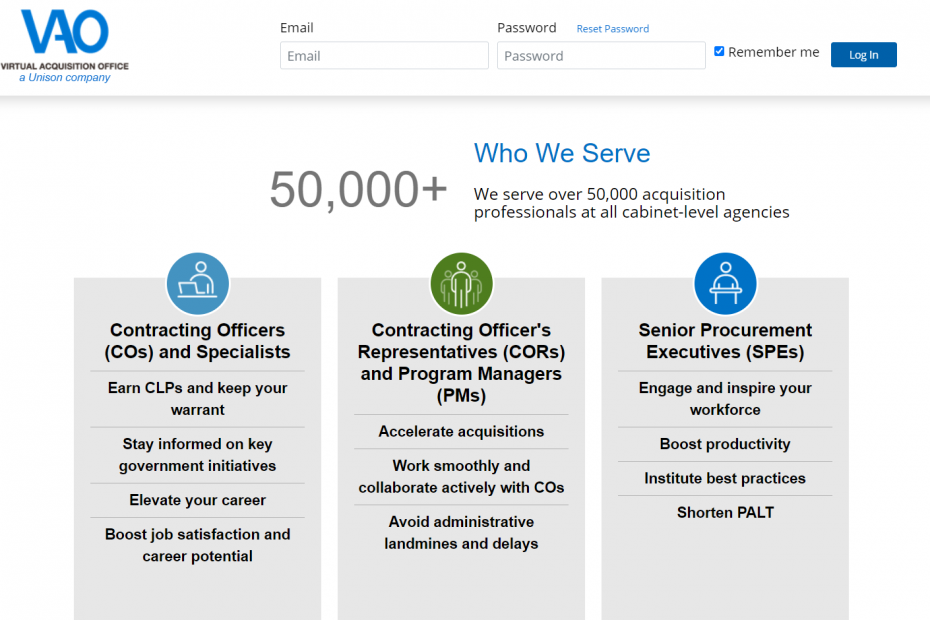 VAO
VIRTUAL ACQUISITION OFFICE
a Unison company
Email
Password
Reset Password
Email
Password
Remember me
Log In
50,000+
Who We Serve
We serve over 50,000 acquisition
professionals at all cabinet-level agencies
Contracting Officers
(COs) and Specialists
Earn CLPs and keep your
warrant
Stay informed on key
government initiatives
Elevate your career
Boost job satisfaction and
career potential
Contracting Officer's
Representatives (CORs)
and Program Managers
(PMs)
Accelerate acquisitions
Work smoothly and
collaborate actively with COs
Avoid administrative
landmines and delays
Senior Procurement
Executives (SPEs)
Engage and inspire your
workforce
Boost productivity
Institute best practices
Shorten PALT